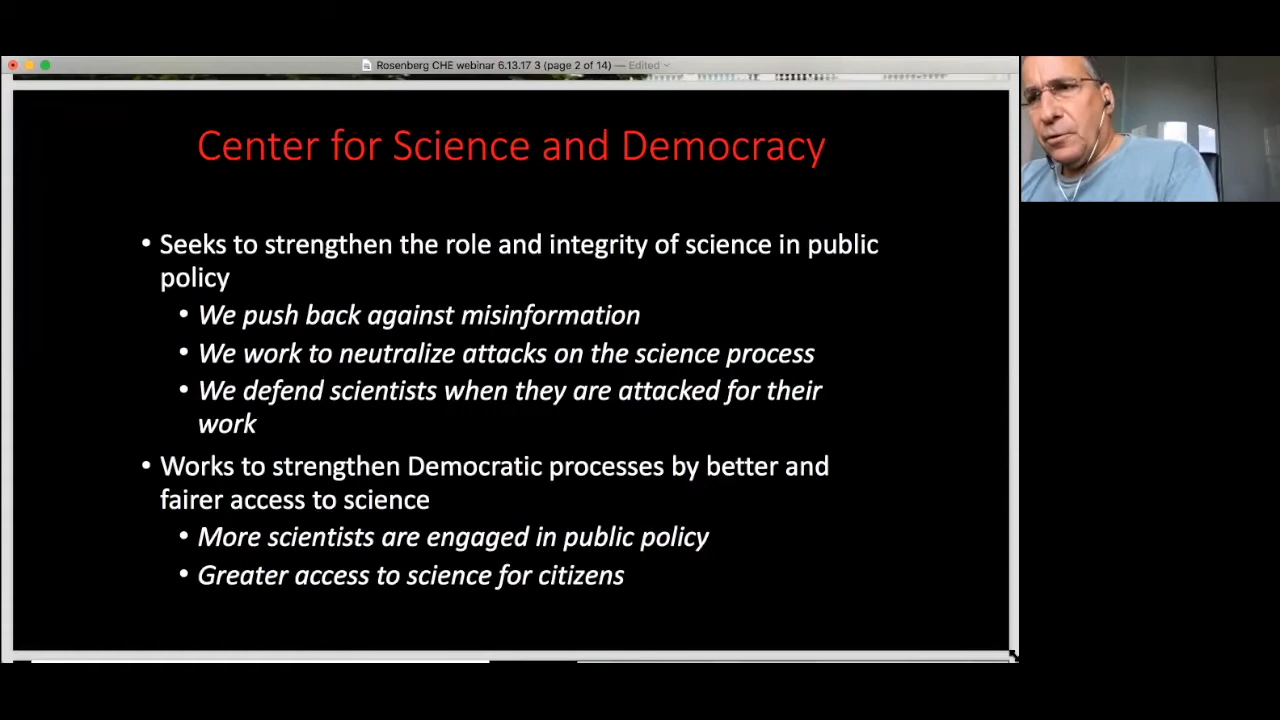 Rosenberg CHE webinar 6.13.17 3 (page 2 of 14) — Edited
Center for Science and Democracy
• Seeks to strengthen the role and integrity of science in public
policy
• We push back against misinformation
• We work to neutralize attacks on the science process
• We defend scientists when they are attacked for their
work
• Works to strengthen Democratic processes by better and
fairer access to science
• More scientists are engaged in public policy
• Greater access to science for citizens